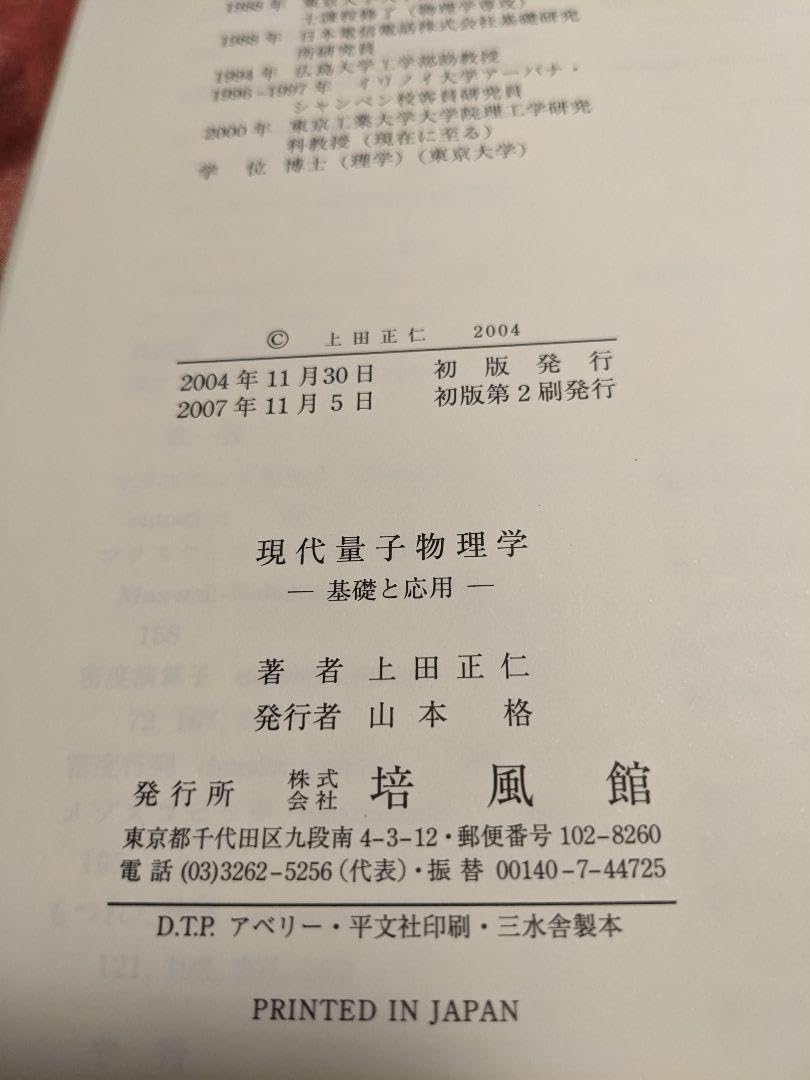 1988年 日本電信電話株式会社基礎研究
所研究員
1994年 広島大学工学部助教授
1996-1997年 イリノイ大学アーバナ・
シャンペン校客員研究員
2000年 東京工業大学大学院理工学研究
科教授(現在に至る)
学 位 博士(理学)(東京大学)
© 上田正仁 2004
2004年11月30日 初版発行
2007年11月5日 初版第2刷発行
現代量子物理学
— 基礎と応用 —
著者 上田正仁
発行者 山本 格
発行所 株式会社 培風館
東京都千代田区九段南4-3-12・郵便番号102-8260
電話(03)3262-5256(代表)・振替 00140-7-44725
D.T.P. アベリー・平文社印刷・三水舎製本
PRINTED IN JAPAN